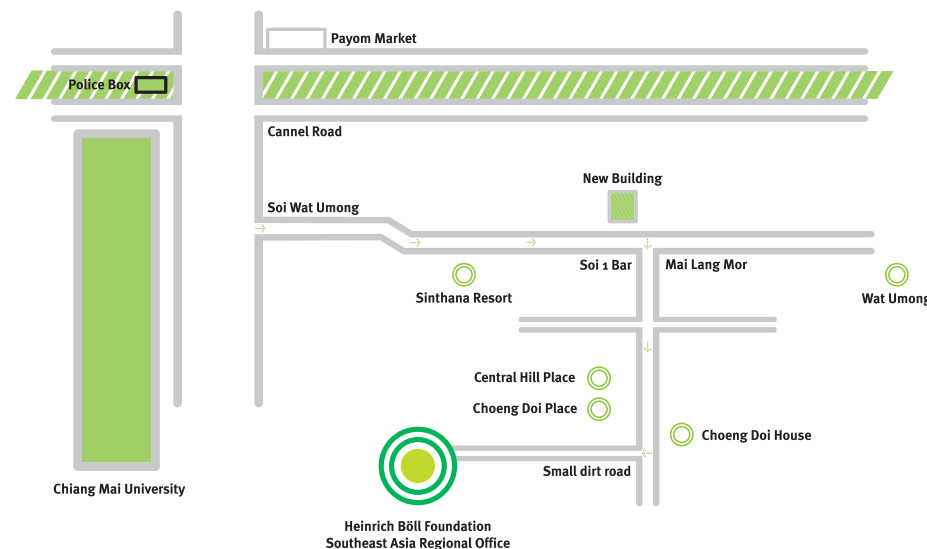 Payom Market
Police Box
Cannel Road
New Building
Soi Wat Umong
Soi 1 Bar
Mai Lang Mor
Sinthana Resort
Wat Umong
Central Hill Place
Choeng Doi Place
Choeng Doi House
Small dirt road
Chiang Mai University
Heinrich Böll Foundation
Southeast Asia Regional Office